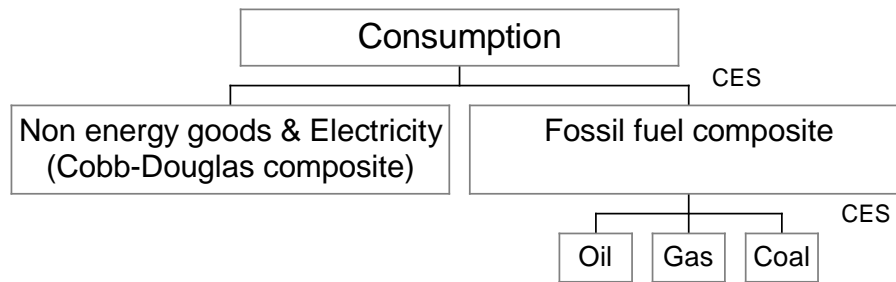 Consumption
CES
Non energy goods & Electricity
(Cobb-Douglas composite)
Fossil fuel composite
CES
Oil
Gas
Coal